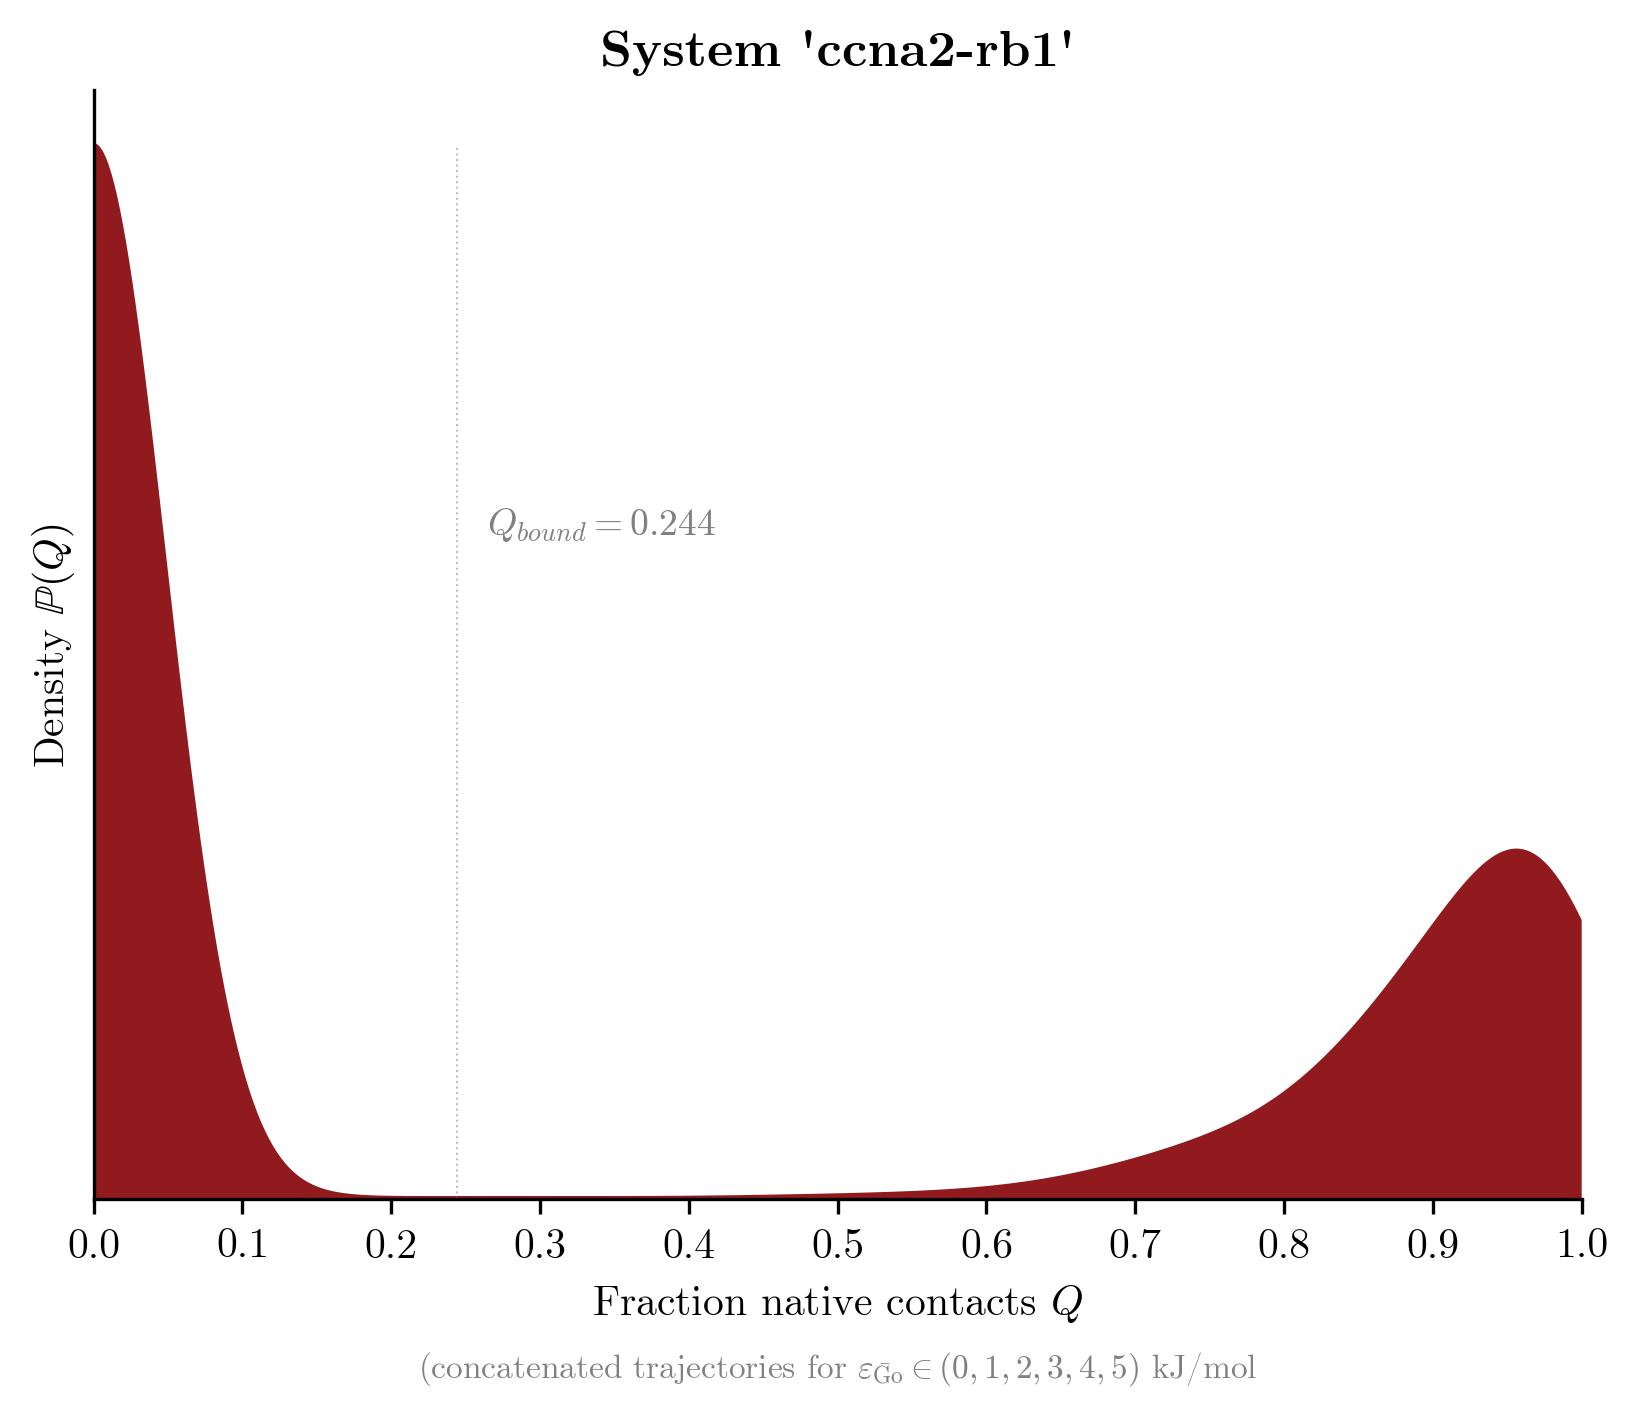 System 'ccna2-rb1'
Density ℙ(Q)
Q_bound = 0.244
0.0 0.1 0.2 0.3 0.4 0.5 0.6 0.7 0.8 0.9 1.0
Fraction native contacts Q
(concatenated trajectories for ε_Ḡo ∈ (0, 1, 2, 3, 4, 5) kJ/mol